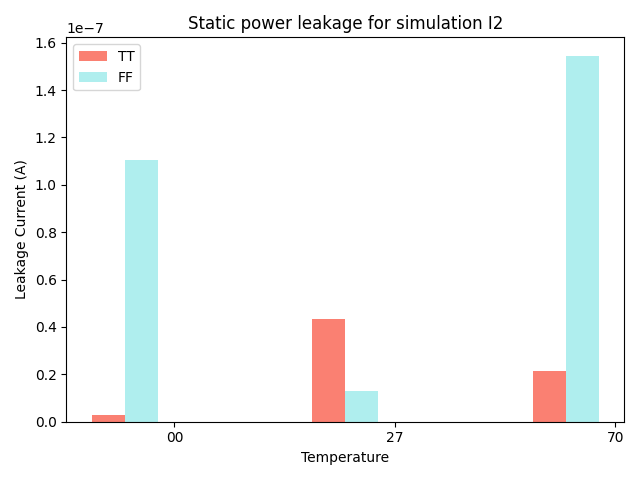 Static power leakage for simulation I2
1e−7
TT
FF
1.6
1.4
1.2
1.0
0.8
0.6
0.4
0.2
0.0
Leakage Current (A)
00 27 70
Temperature